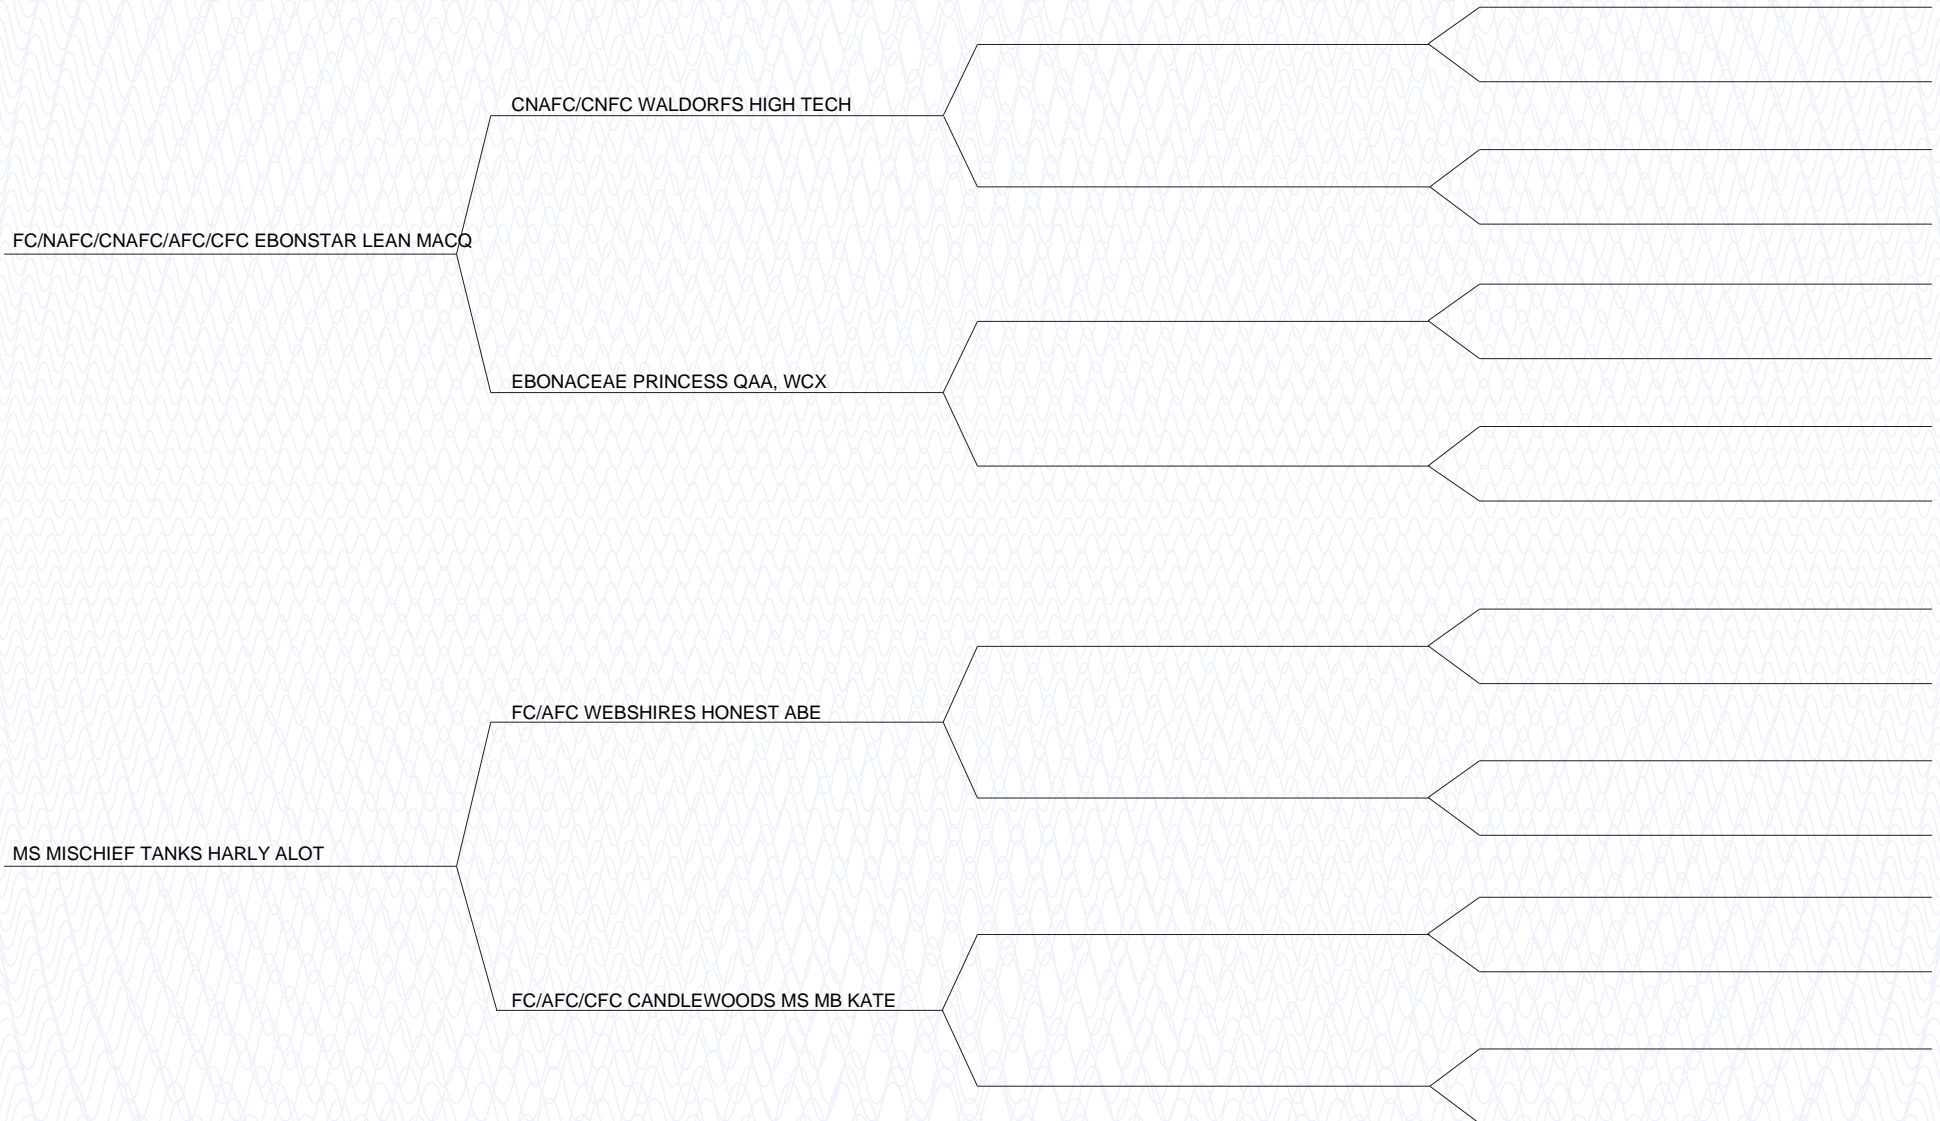 CNAFC/CNFC WALDORFS HIGH TECH
FC/NAFC/CNAFC/AFC/CFC EBONSTAR LEAN MACQ
EBONACEAE PRINCESS QAA, WCX
FC/AFC WEBSHIRES HONEST ABE
MS MISCHIEF TANKS HARLY ALOT
FC/AFC/CFC CANDLEWOODS MS MB KATE